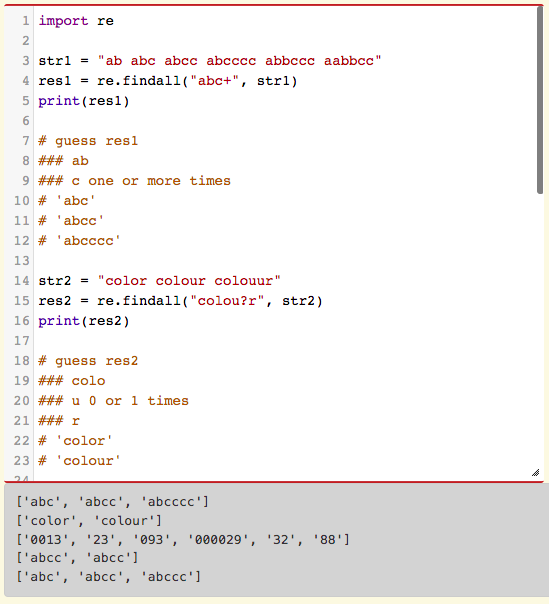 1 import re
2
3 str1 = "ab abc abcc abcccc abbccc aabbcc"
4 res1 = re.findall("abc+", str1)
5 print(res1)
6
7 # guess res1
8 ### ab
9 ### c one or more times
10 # 'abc'
11 # 'abcc'
12 # 'abcccc'
13
14 str2 = "color colour colouur"
15 res2 = re.findall("colou?r", str2)
16 print(res2)
17
18 # guess res2
19 ### colo
20 ### u 0 or 1 times
21 ### r
22 # 'color'
23 # 'colour'
24
['abc', 'abcc', 'abcccc']
['color', 'colour']
['0013', '23', '093', '000029', '32', '88']
['abcc', 'abcc']
['abc', 'abcc', 'abccc']